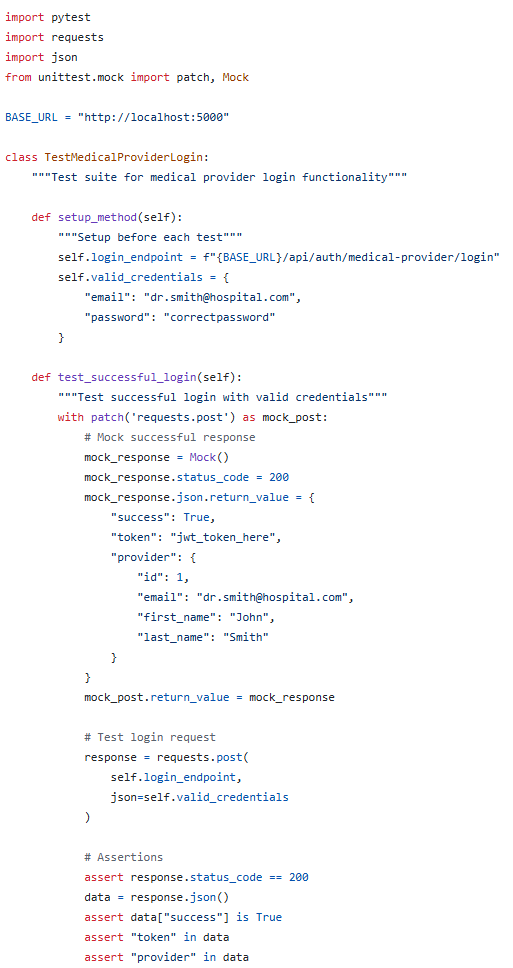 import pytest
import requests
import json
from unittest.mock import patch, Mock

BASE_URL = "http://localhost:5000"

class TestMedicalProviderLogin:
    """Test suite for medical provider login functionality"""

    def setup_method(self):
        """Setup before each test"""
        self.login_endpoint = f"{BASE_URL}/api/auth/medical-provider/login"
        self.valid_credentials = {
            "email": "dr.smith@hospital.com",
            "password": "correctpassword"
        }

    def test_successful_login(self):
        """Test successful login with valid credentials"""
        with patch('requests.post') as mock_post:
            # Mock successful response
            mock_response = Mock()
            mock_response.status_code = 200
            mock_response.json.return_value = {
                "success": True,
                "token": "jwt_token_here",
                "provider": {
                    "id": 1,
                    "email": "dr.smith@hospital.com",
                    "first_name": "John",
                    "last_name": "Smith"
                }
            }
            mock_post.return_value = mock_response

            # Test login request
            response = requests.post(
                self.login_endpoint,
                json=self.valid_credentials
            )

            # Assertions
            assert response.status_code == 200
            data = response.json()
            assert data["success"] is True
            assert "token" in data
            assert "provider" in data